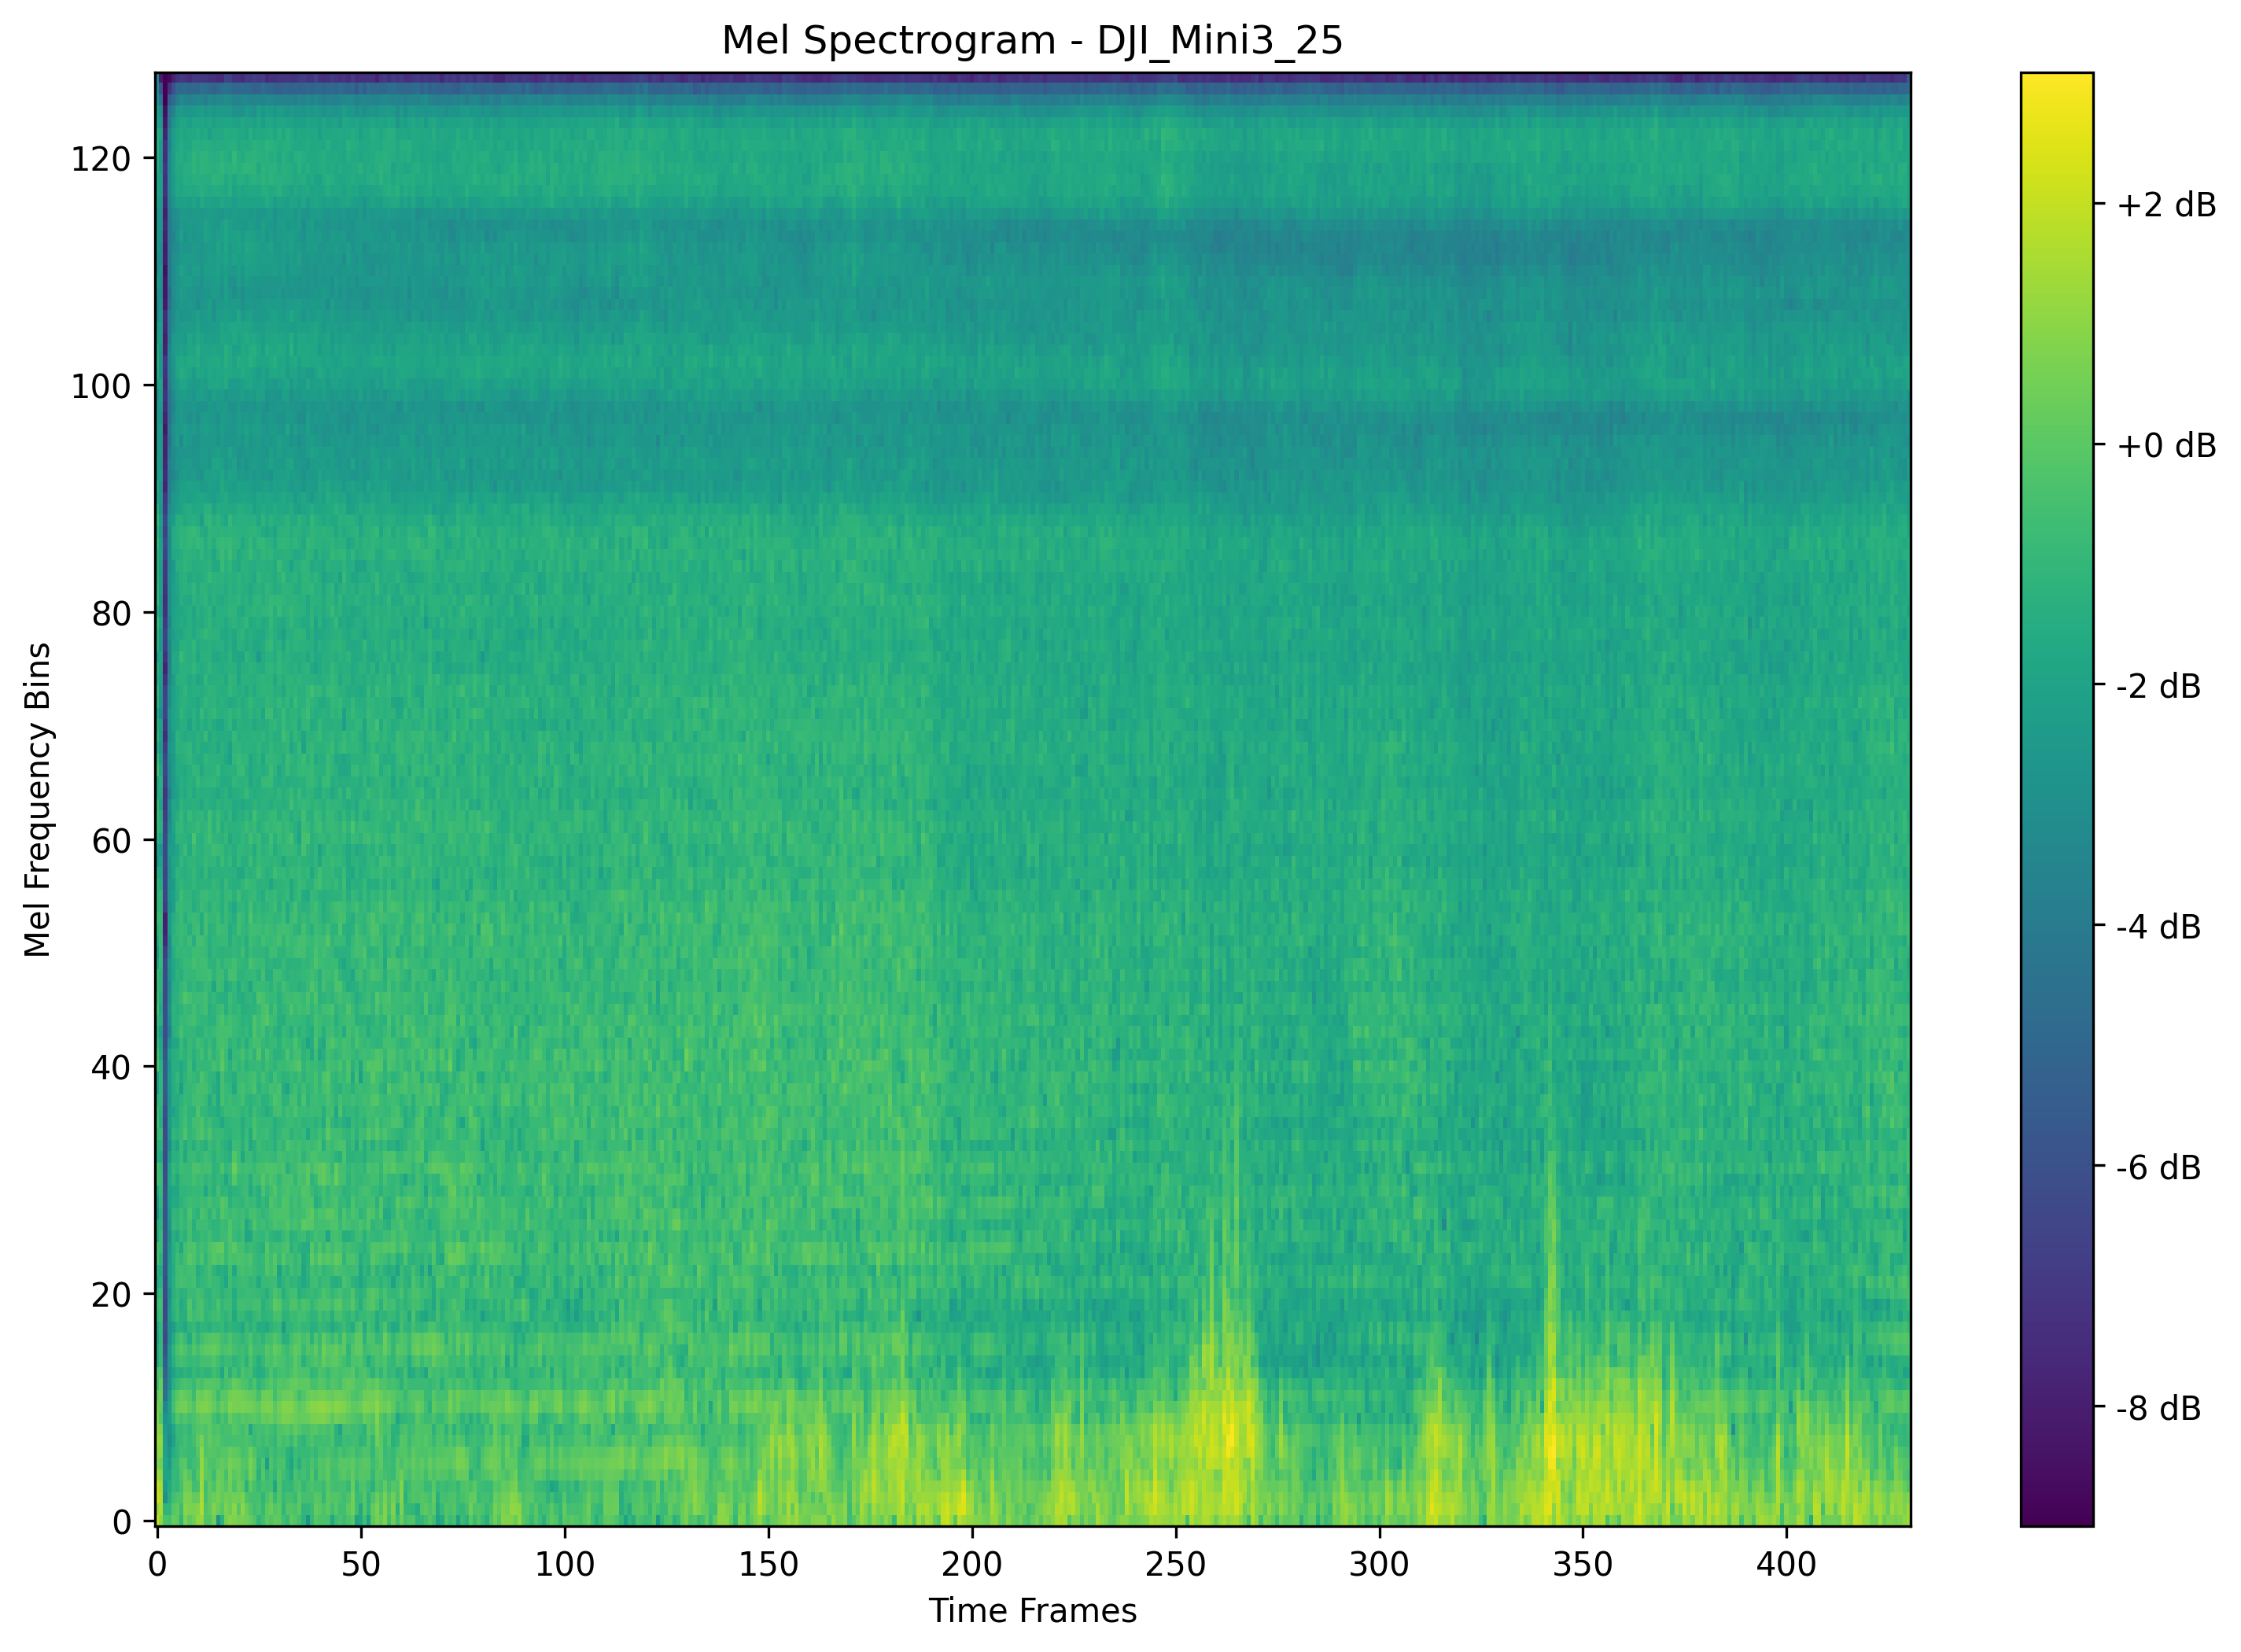 Mel Spectrogram - DJI_Mini3_25
Mel Frequency Bins
120
100
80
60
40
20
0
0 50 100 150 200 250 300 350 400
Time Frames
+2 dB
+0 dB
-2 dB
-4 dB
-6 dB
-8 dB